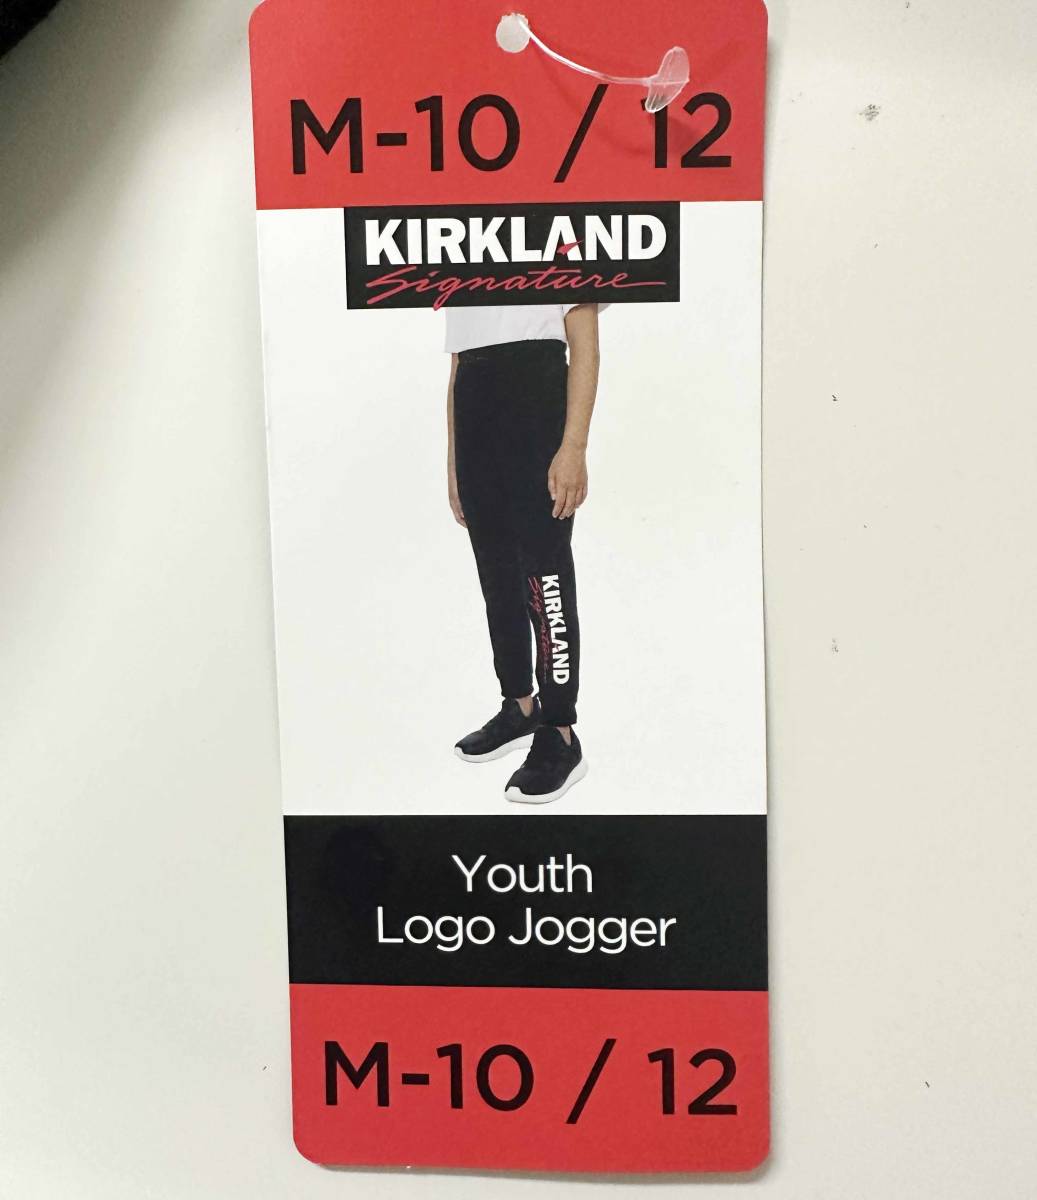 M-10 / 12
KIRKLAND
Signature
KIRKLAND
Signature
Youth
Logo Jogger
M-10 / 12